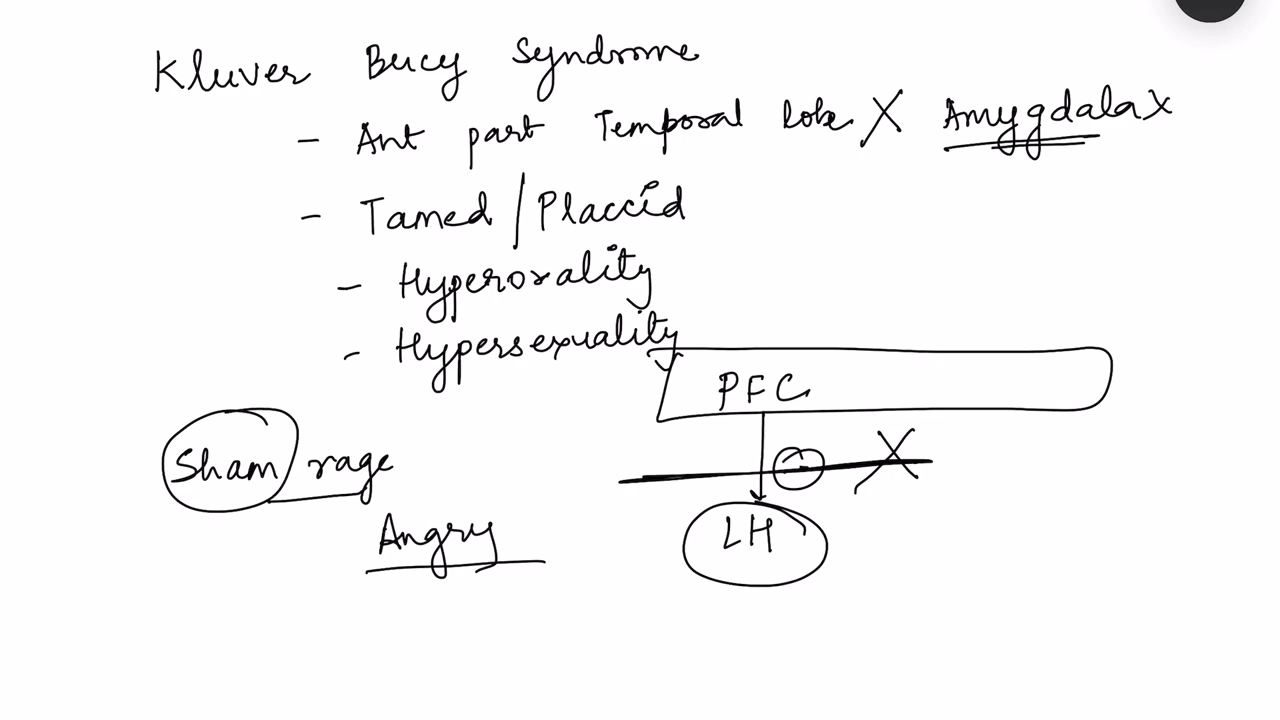 Kluver Bucy Syndrome
- Ant part Temporal lobe X Amygdala X
- Tamed / Placcid
- Hyperorality
- Hypersexuality
PFC
Sham rage
- X
Angry
LH